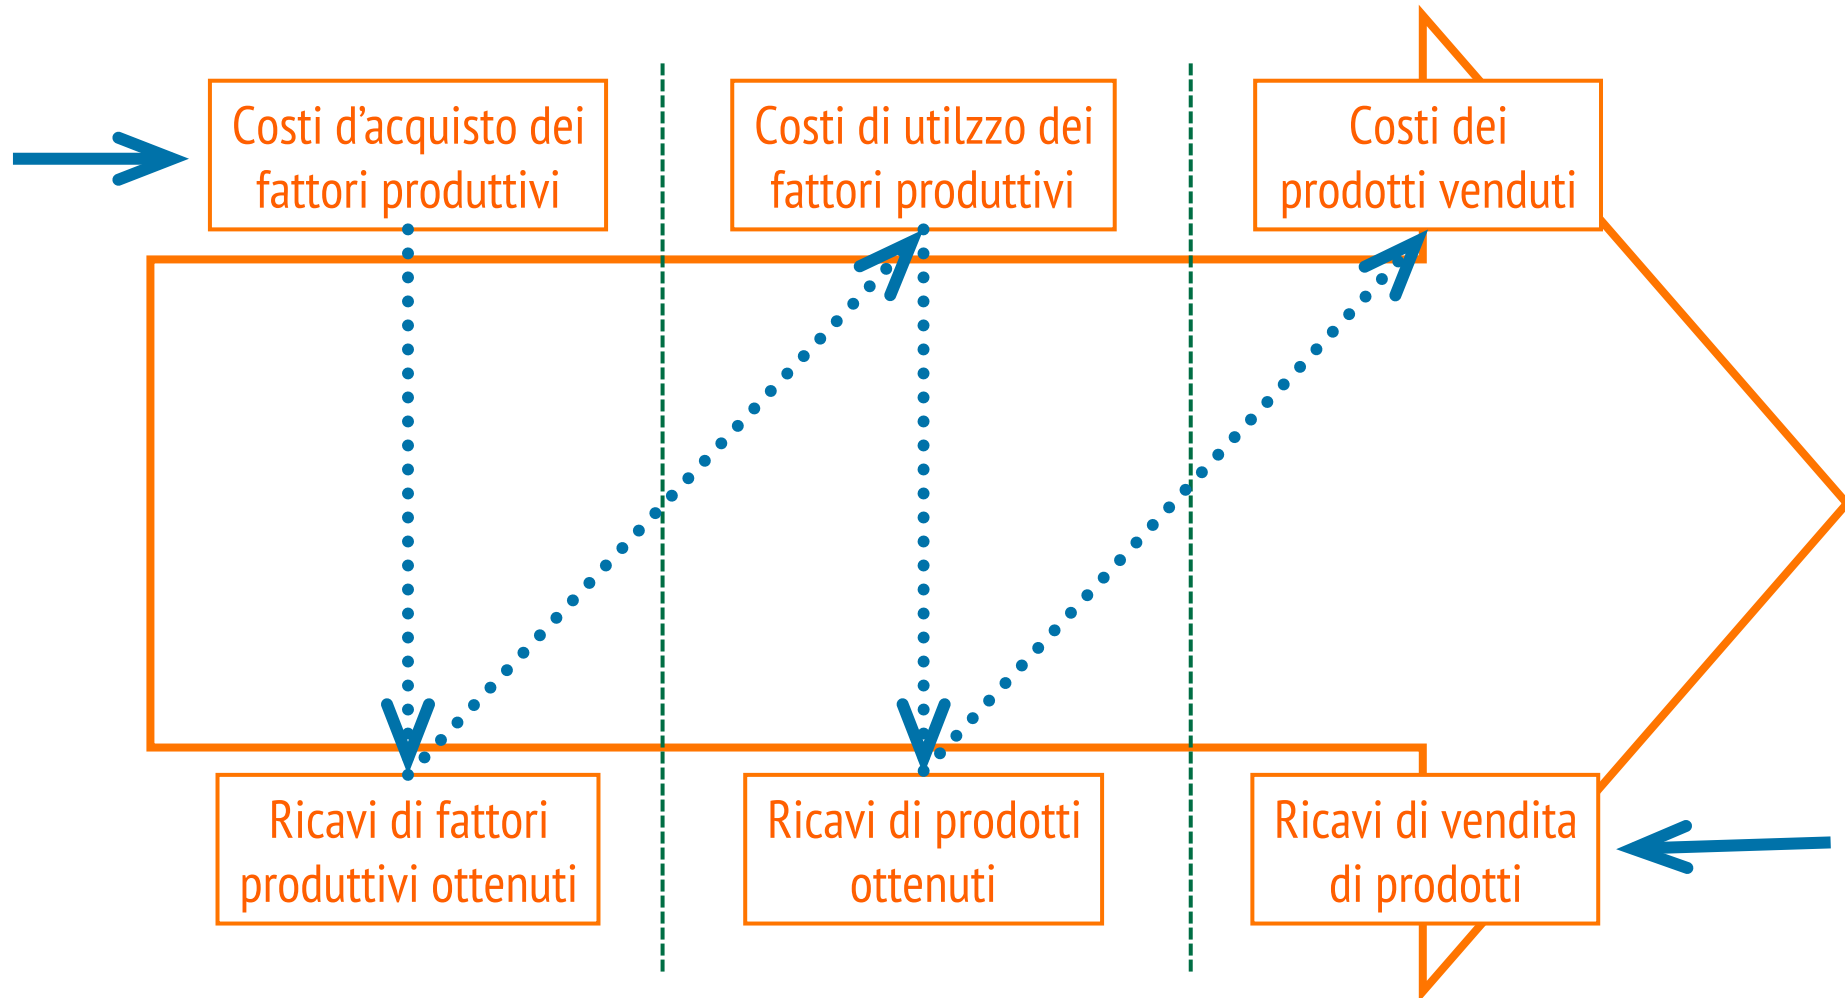 Costi d’acquisto dei
fattori produttivi
Costi di utilzzo dei
fattori produttivi
Costi dei
prodotti venduti
Ricavi di fattori
produttivi ottenuti
Ricavi di prodotti
ottenuti
Ricavi di vendita
di prodotti